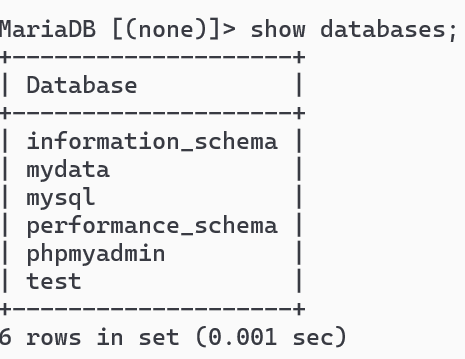 MariaDB [(none)]> show databases;
+--------------------+
| Database           |
+--------------------+
| information_schema |
| mydata             |
| mysql              |
| performance_schema |
| phpmyadmin         |
| test               |
+--------------------+
6 rows in set (0.001 sec)